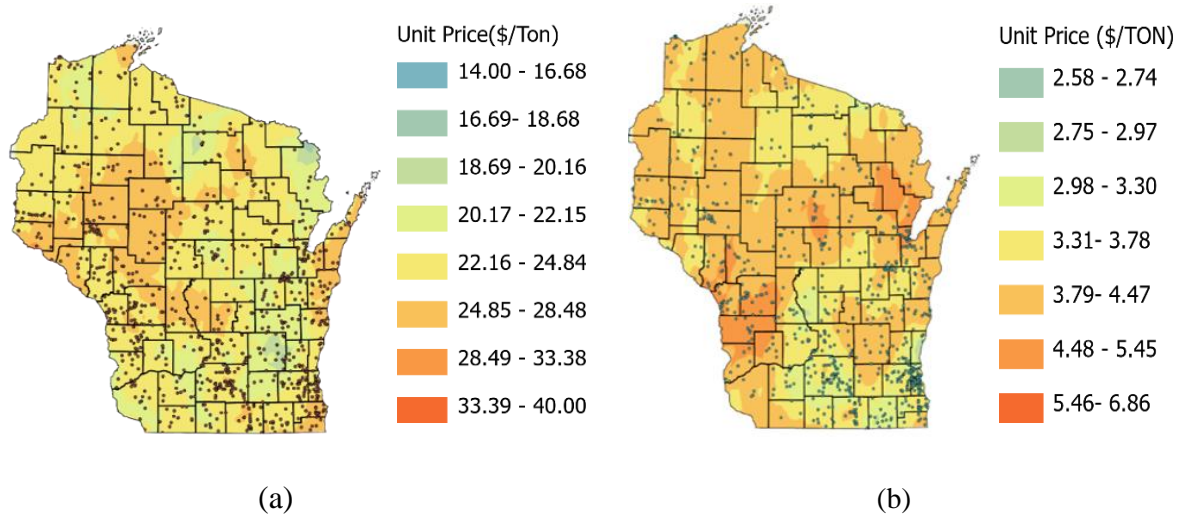 Unit Price($/Ton)
14.00 - 16.68
16.69- 18.68
18.69 - 20.16
20.17 - 22.15
22.16 - 24.84
24.85 - 28.48
28.49 - 33.38
33.39 - 40.00
(a)
Unit Price ($/TON)
2.58 - 2.74
2.75 - 2.97
2.98 - 3.30
3.31- 3.78
3.79- 4.47
4.48 - 5.45
5.46- 6.86
(b)